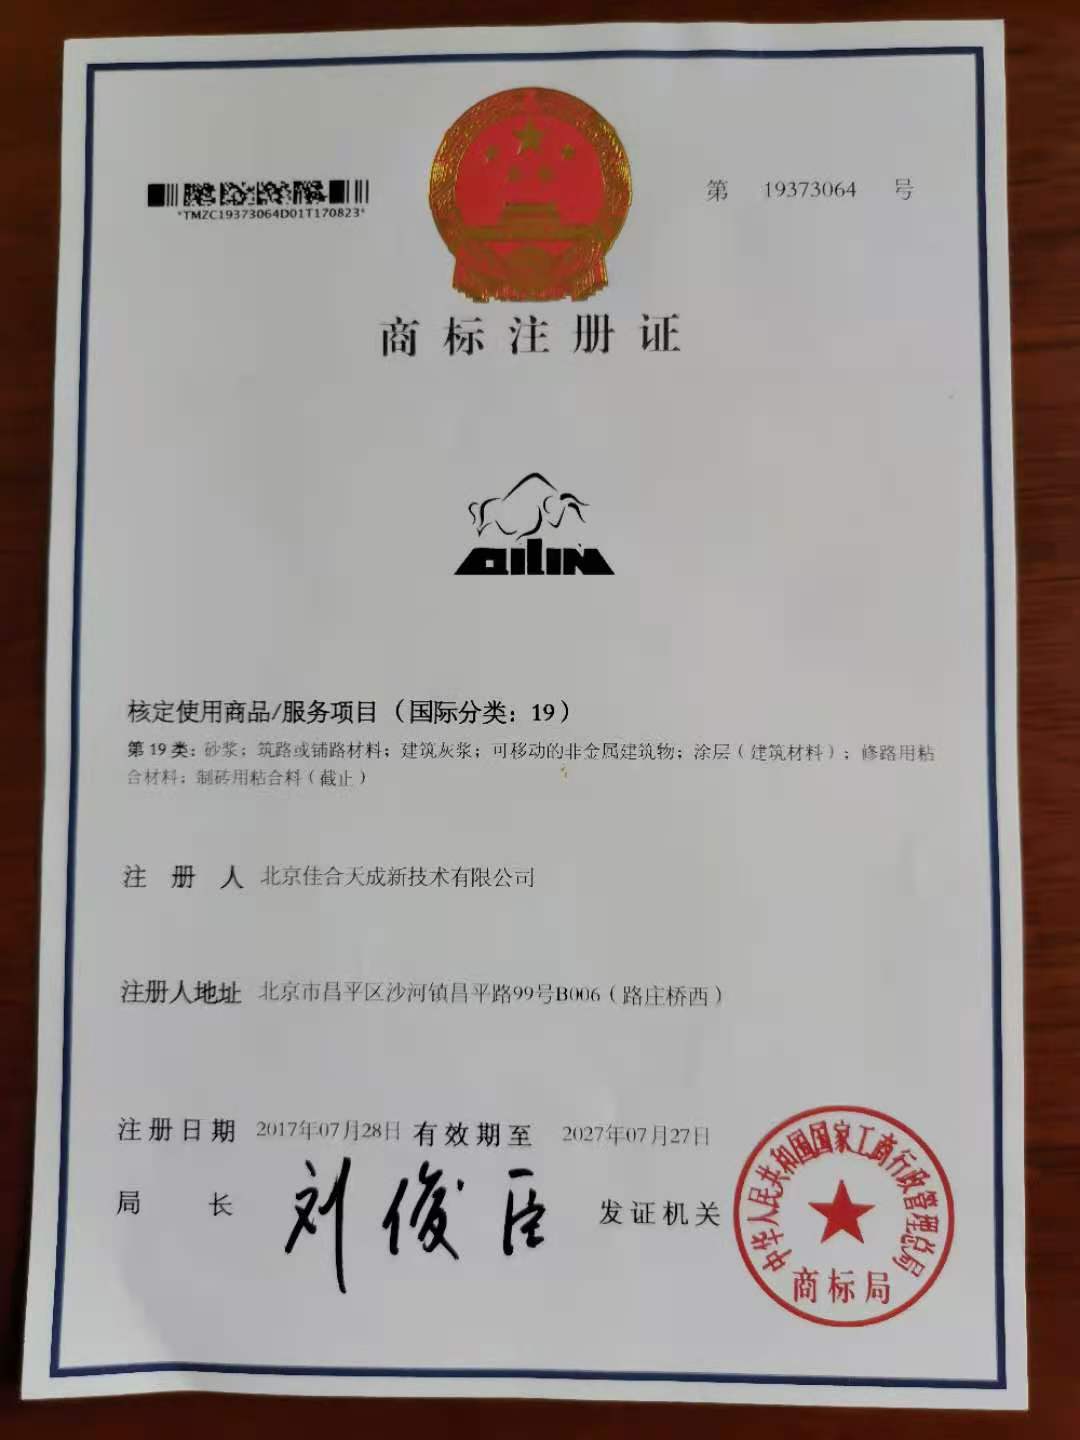 第 19373064 号
*TMZC19373064D01T170823*
商标注册证
QILIN
核定使用商品/服务项目（国际分类：19）
第19类：砂浆；筑路或铺路材料；建筑灰浆；可移动的非金属建筑物；涂层（建筑材料）；修路用粘
合材料；制砖用粘合料（截止）
注册人 北京佳合天成新技术有限公司
注册人地址 北京市昌平区沙河镇昌平路99号B006（路庄桥西）
注册日期 2017年07月28日 有效期至 2027年07月27日
局长 刘俊臣 发证机关
中华人民共和国国家工商行政管理总局
商标局